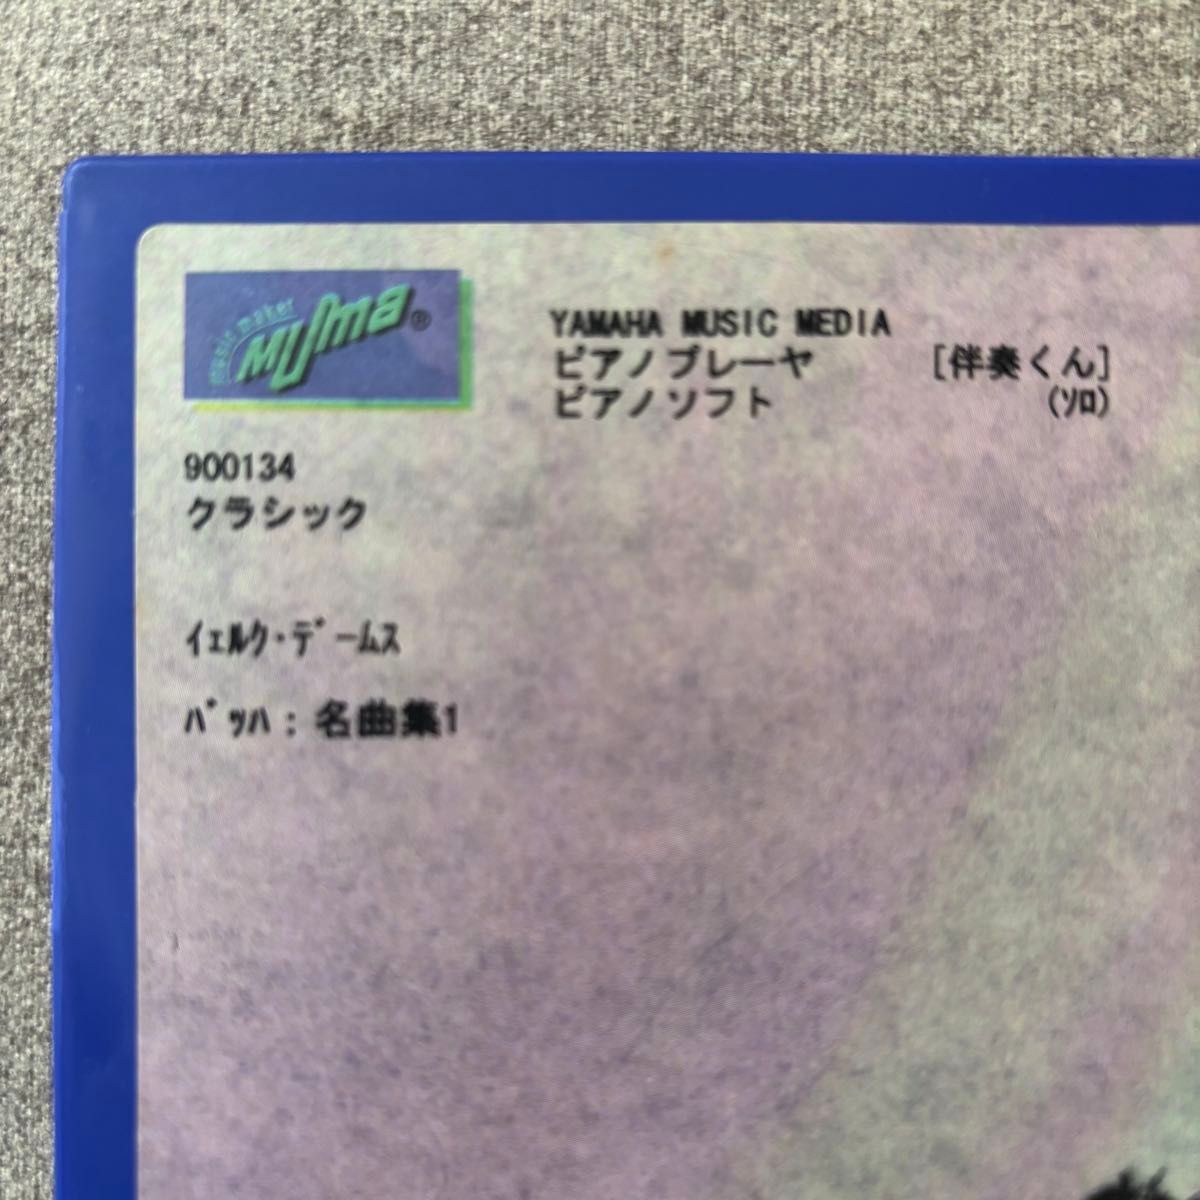 music maker
MUma®
YAMAHA MUSIC MEDIA
ピアノプレーヤ [伴奏くん]
ピアノソフト (ｿﾛ)
900134
クラシック
ｲｪﾙｸ･ﾃﾞｰﾑｽ
ﾊﾞｯﾊ：名曲集1